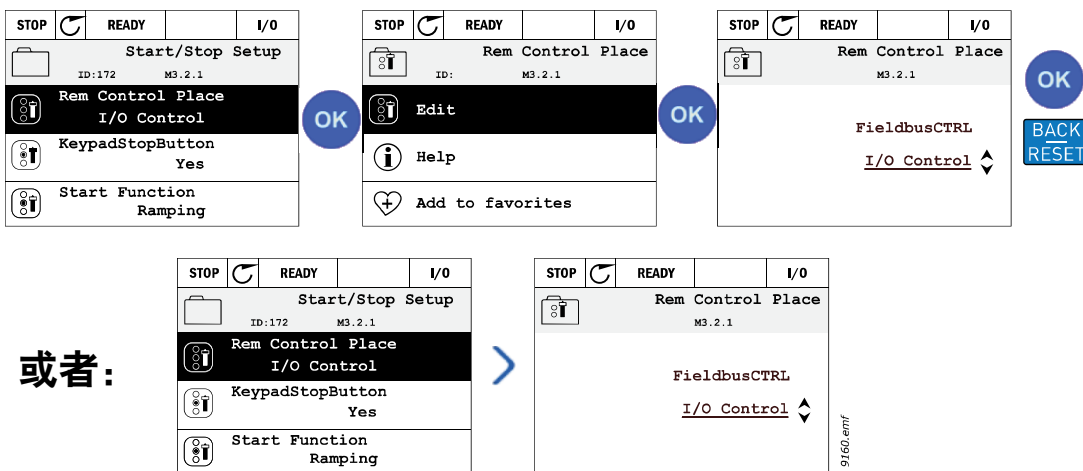 STOP READY I/O
Start/Stop Setup
ID:172 M3.2.1
Rem Control Place
I/O Control
KeypadStopButton
Yes
Start Function
Ramping
OK
STOP READY I/O
Rem Control Place
ID: M3.2.1
Edit
Help
Add to favorites
OK
STOP READY I/O
Rem Control Place
M3.2.1
FieldbusCTRL
I/O Control
OK
BACK
RESET
或者:
STOP READY I/O
Start/Stop Setup
ID:172 M3.2.1
Rem Control Place
I/O Control
KeypadStopButton
Yes
Start Function
Ramping
STOP READY I/O
Rem Control Place
M3.2.1
FieldbusCTRL
I/O Control
9160.emf